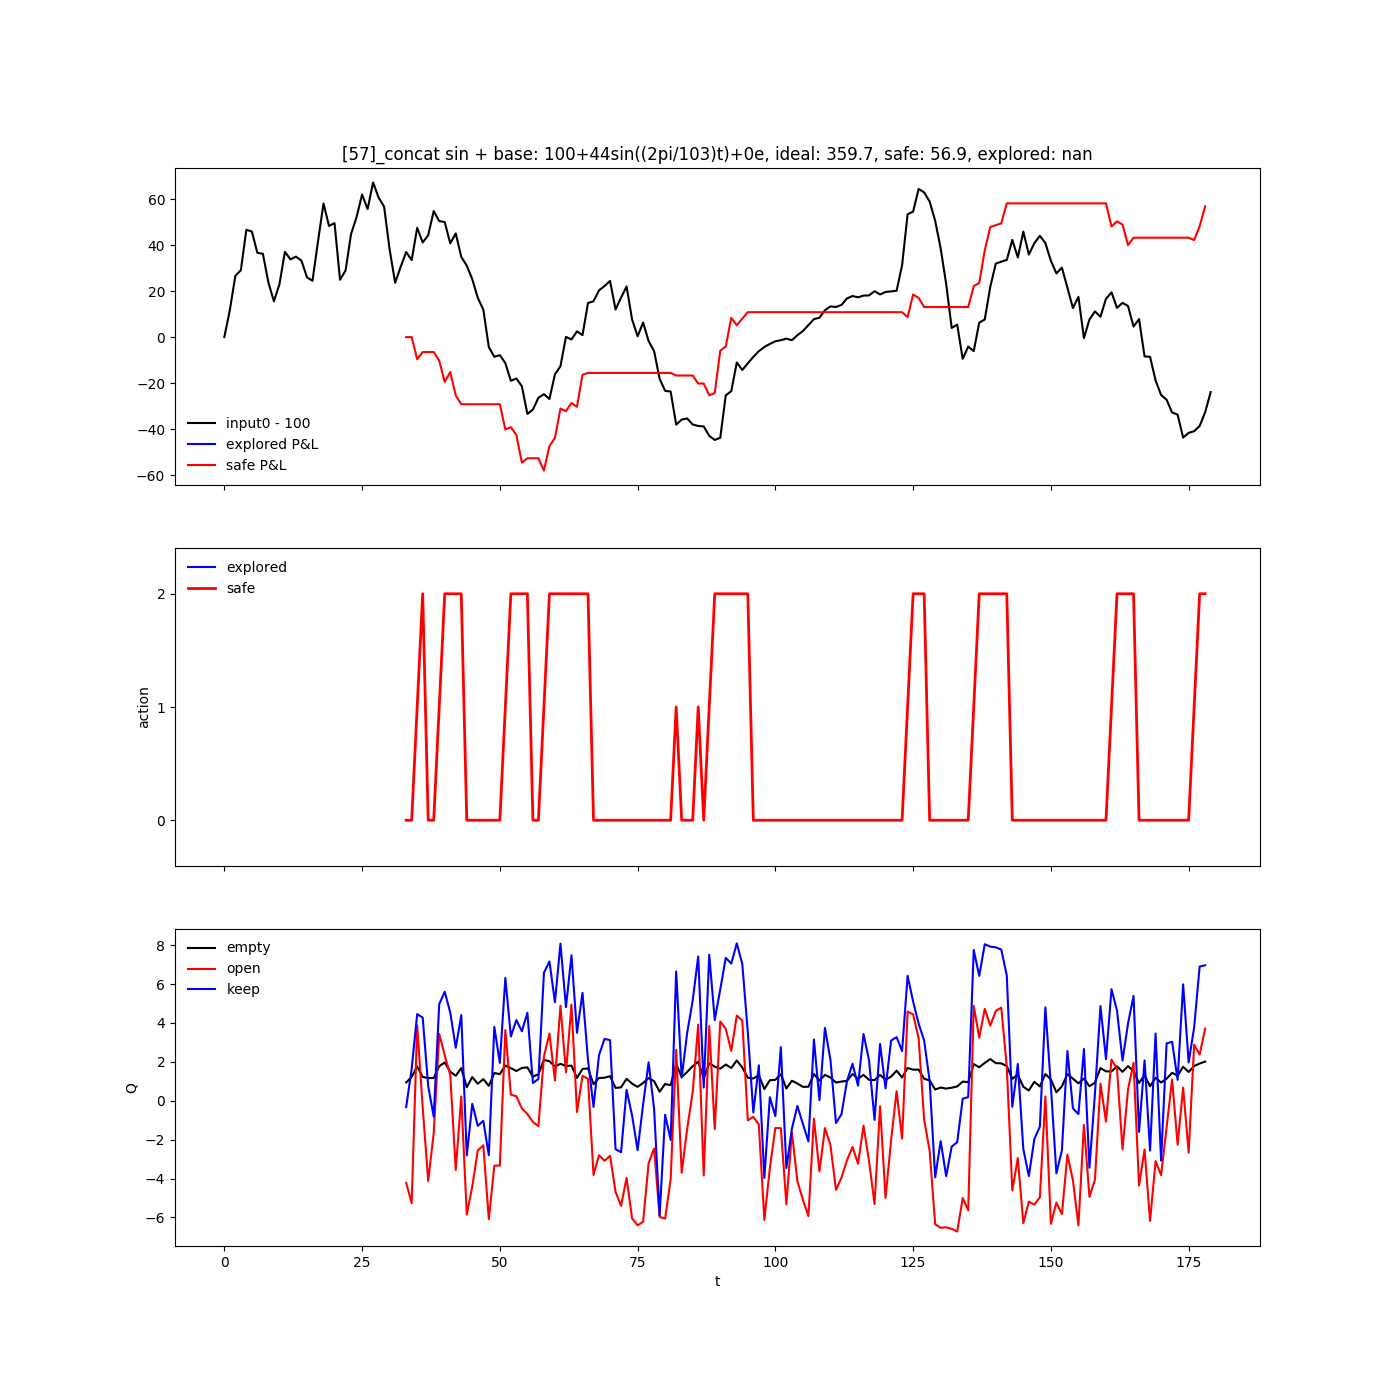 [57]_concat sin + base: 100+44sin((2pi/103)t)+0e, ideal: 359.7, safe: 56.9, explored: nan
60
40
20
0
−20
−40
−60
input0 - 100
explored P&L
safe P&L
explored
safe
2
1
0
action
empty
open
keep
8
6
4
2
0
−2
−4
−6
Q
0 25 50 75 100 125 150 175
t